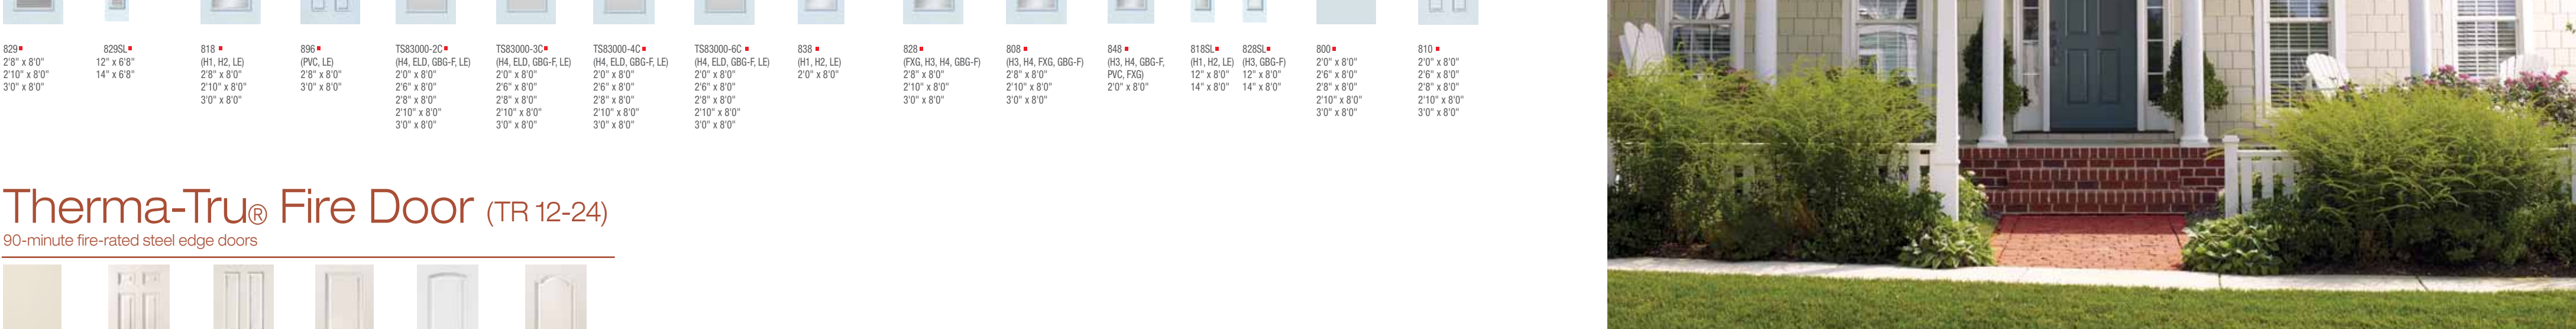 829
2'8" x 8'0"
2'10" x 8'0"
3'0" x 8'0"
829SL
12" x 6'8"
14" x 6'8"
818
(H1, H2, LE)
2'8" x 8'0"
2'10" x 8'0"
3'0" x 8'0"
896
(PVC, LE)
2'8" x 8'0"
3'0" x 8'0"
TS83000-2C
(H4, ELD, GBG-F, LE)
2'0" x 8'0"
2'6" x 8'0"
2'8" x 8'0"
2'10" x 8'0"
3'0" x 8'0"
TS83000-3C
(H4, ELD, GBG-F, LE)
2'0" x 8'0"
2'6" x 8'0"
2'8" x 8'0"
2'10" x 8'0"
3'0" x 8'0"
TS83000-4C
(H4, ELD, GBG-F, LE)
2'0" x 8'0"
2'6" x 8'0"
2'8" x 8'0"
2'10" x 8'0"
3'0" x 8'0"
TS83000-6C
(H4, ELD, GBG-F, LE)
2'0" x 8'0"
2'6" x 8'0"
2'8" x 8'0"
2'10" x 8'0"
3'0" x 8'0"
838
(H1, H2, LE)
2'0" x 8'0"
828
(FXG, H3, H4, GBG-F)
2'8" x 8'0"
2'10" x 8'0"
3'0" x 8'0"
808
(H3, H4, FXG, GBG-F)
2'8" x 8'0"
2'10" x 8'0"
3'0" x 8'0"
848
(H3, H4, GBG-F,
PVC, FXG)
2'0" x 8'0"
818SL
(H1, H2, LE)
12" x 8'0"
14" x 8'0"
828SL
(H3, GBG-F)
12" x 8'0"
14" x 8'0"
800
2'0" x 8'0"
2'6" x 8'0"
2'8" x 8'0"
2'10" x 8'0"
3'0" x 8'0"
810
2'0" x 8'0"
2'6" x 8'0"
2'8" x 8'0"
2'10" x 8'0"
3'0" x 8'0"
Therma-Tru® Fire Door (TR 12-24)
90-minute fire-rated steel edge doors